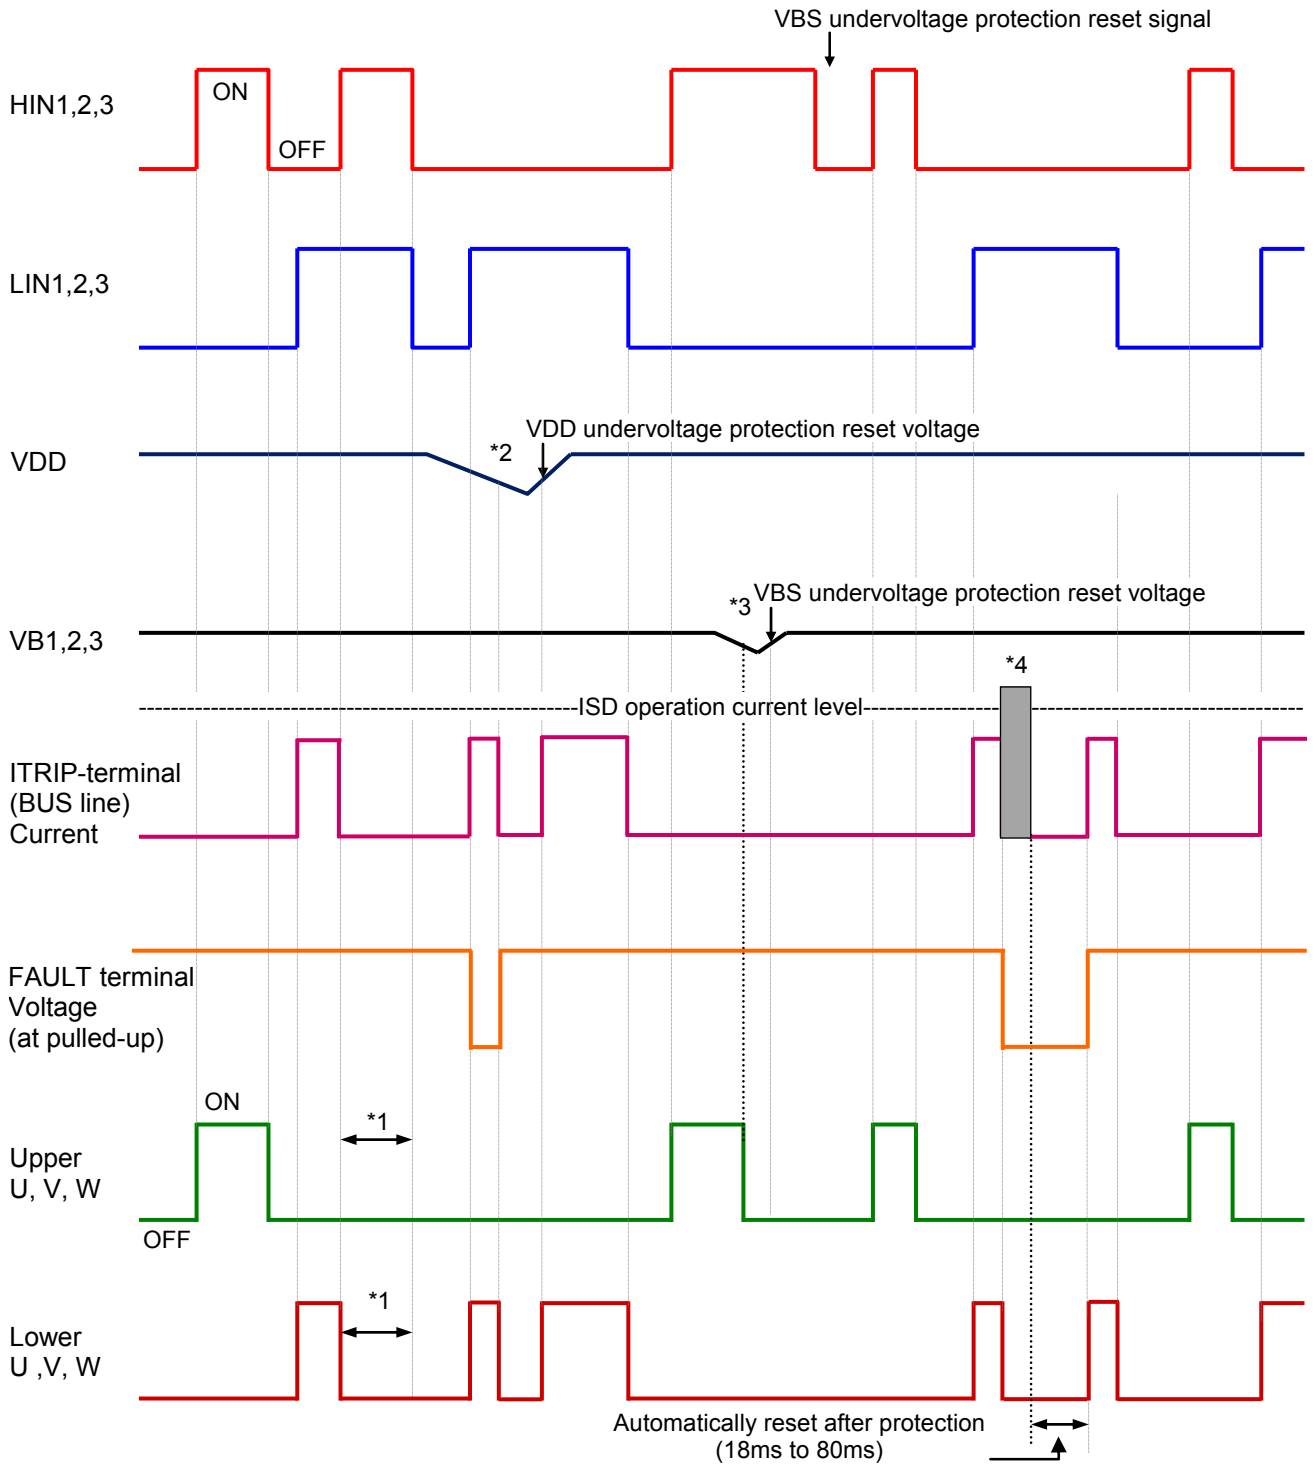 VBS undervoltage protection reset signal
HIN1,2,3
ON
OFF
LIN1,2,3
VDD undervoltage protection reset voltage
*2
VDD
VBS undervoltage protection reset voltage
*3
VB1,2,3
*4
ISD operation current level
ITRIP-terminal
(BUS line)
Current
FAULT terminal
Voltage
(at pulled-up)
ON
*1
Upper
U, V, W
OFF
*1
Lower
U ,V, W
Automatically reset after protection
(18ms to 80ms)